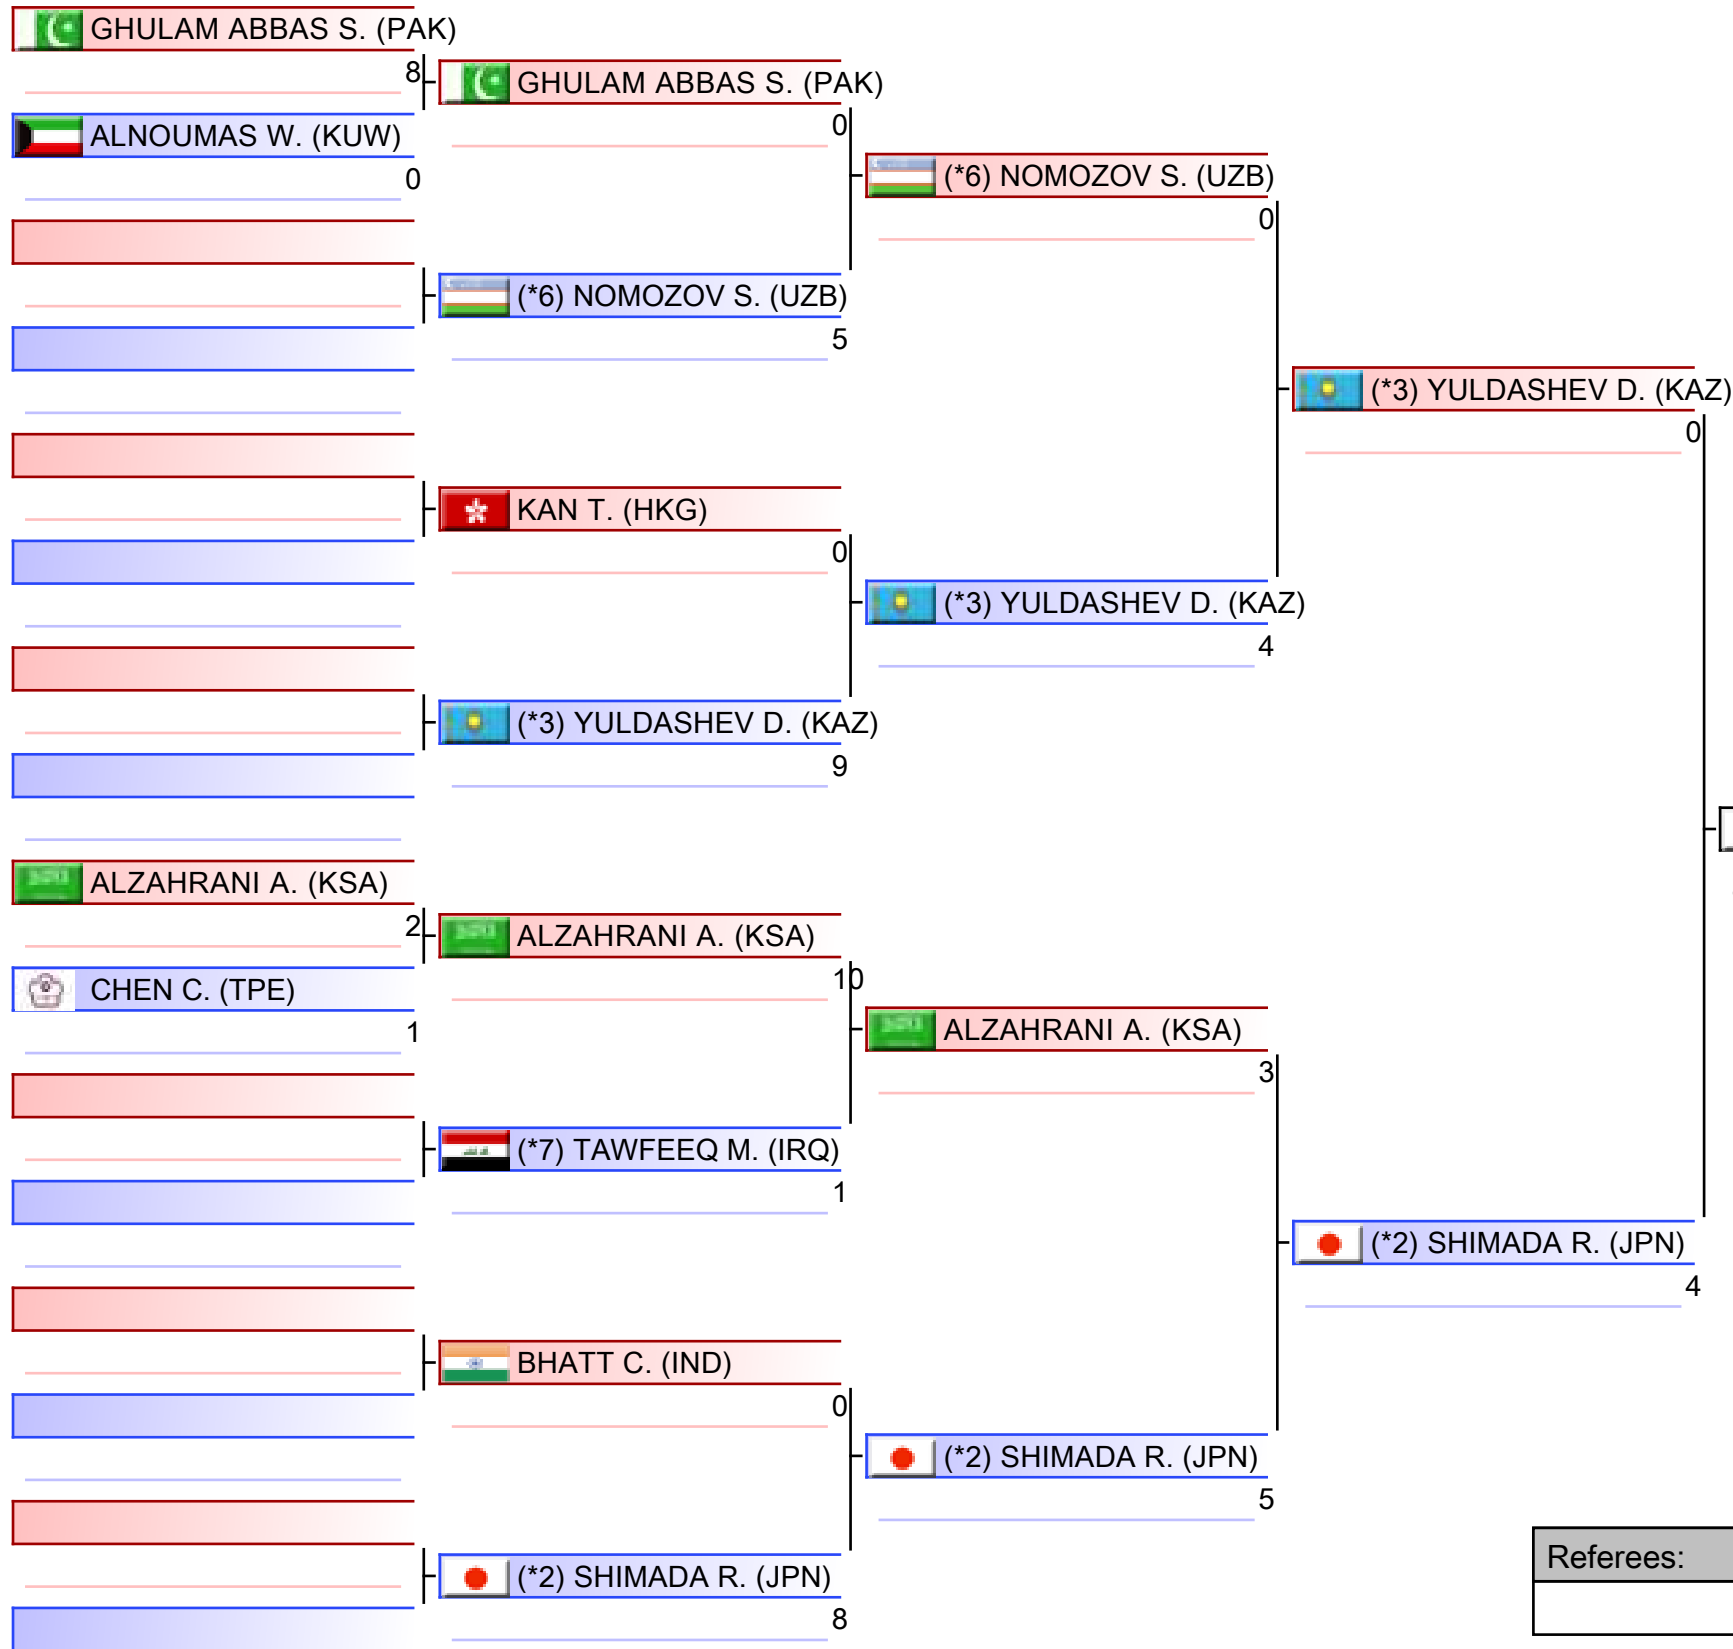 GHULAM ABBAS S. (PAK)
8
ALNOUMAS W. (KUW)
0
ALZAHRANI A. (KSA)
2
CHEN C. (TPE)
1
GHULAM ABBAS S. (PAK)
0
(*6) NOMOZOV S. (UZB)
5
KAN T. (HKG)
0
(*3) YULDASHEV D. (KAZ)
9
ALZAHRANI A. (KSA)
10
(*7) TAWFEEQ M. (IRQ)
1
BHATT C. (IND)
0
(*2) SHIMADA R. (JPN)
8
(*6) NOMOZOV S. (UZB)
0
(*3) YULDASHEV D. (KAZ)
4
ALZAHRANI A. (KSA)
3
(*2) SHIMADA R. (JPN)
5
(*3) YULDASHEV D. (KAZ)
0
(*2) SHIMADA R. (JPN)
4
Referees: